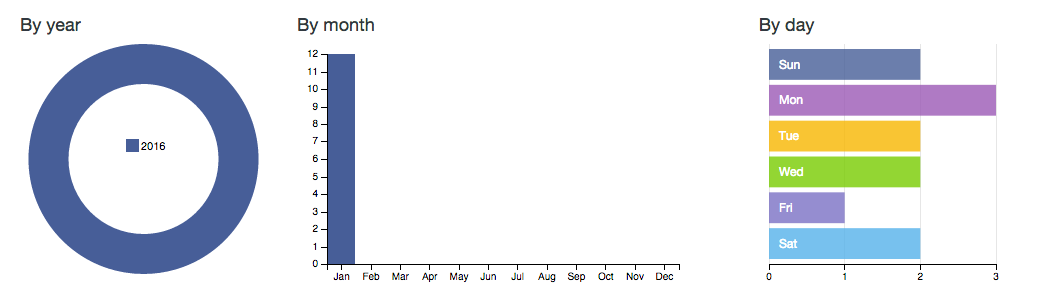 By year
2016
By month
12
11
10
9
8
7
6
5
4
3
2
1
0
Jan Feb Mar Apr May Jun Jul Aug Sep Oct Nov Dec
By day
Sun
Mon
Tue
Wed
Fri
Sat
0 1 2 3